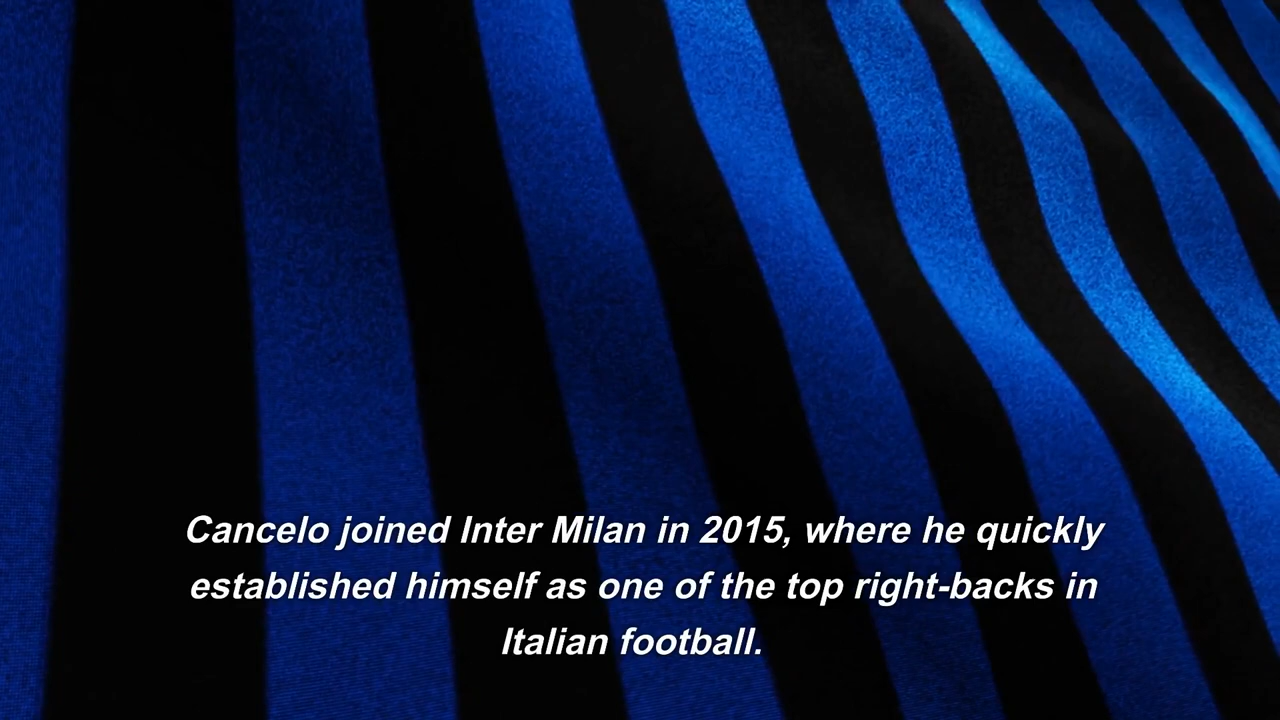 Cancelo joined Inter Milan in 2015, where he quickly
established himself as one of the top right-backs in
Italian football.